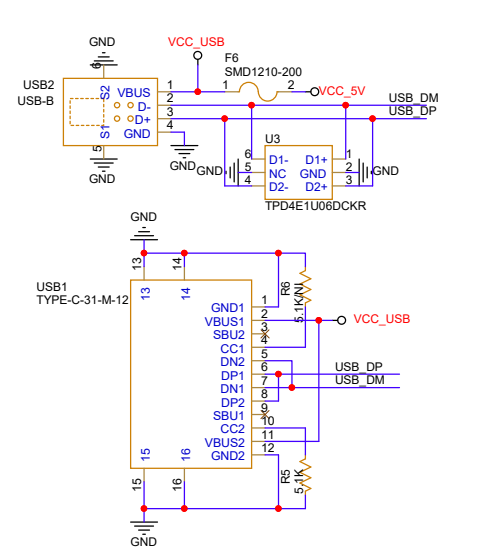 GND
VCC_USB
6
F6
SMD1210-200
USB2
USB-B
S2
VBUS
1
1
2
VCC_5V
D-
2
USB_DM
S1
D+
3
USB_DP
GND
4
5
GND
GND
U3
6
D1-
D1+
1
GND
5
NC
GND
2
GND
4
D2-
D2+
3
TPD4E1U06DCKR
GND
13
14
USB1
TYPE-C-31-M-12
13
14
R6
5.1K/NI
GND1
1
VBUS1
2
VCC_USB
SBU2
3
CC1
4
DN2
5
DP1
6
USB_DP
DN1
7
USB_DM
DP2
8
SBU1
9
CC2
10
VBUS2
11
GND2
12
15
16
R5
5.1K
15
16
GND